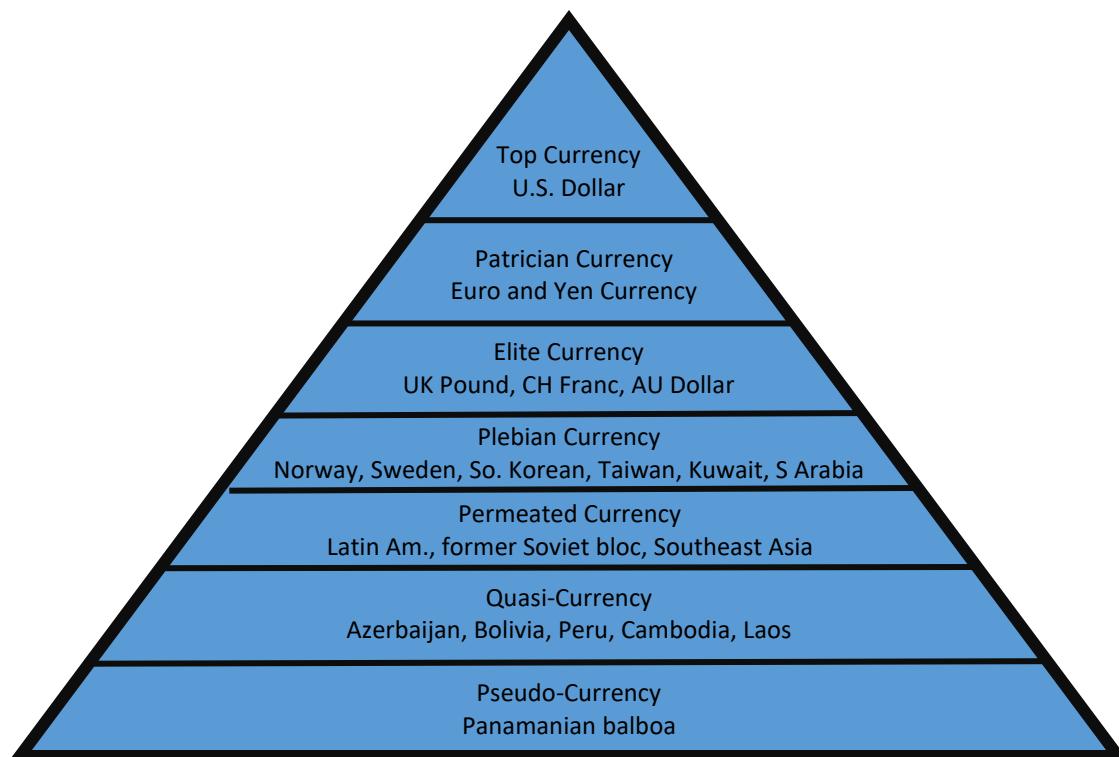 Top Currency
U.S. Dollar
Patrician Currency
Euro and Yen Currency
Elite Currency
UK Pound, CH Franc, AU Dollar
Plebian Currency
Norway, Sweden, So. Korean, Taiwan, Kuwait, S Arabia
Permeated Currency
Latin Am., former Soviet bloc, Southeast Asia
Quasi-Currency
Azerbaijan, Bolivia, Peru, Cambodia, Laos
Pseudo-Currency
Panamanian balboa